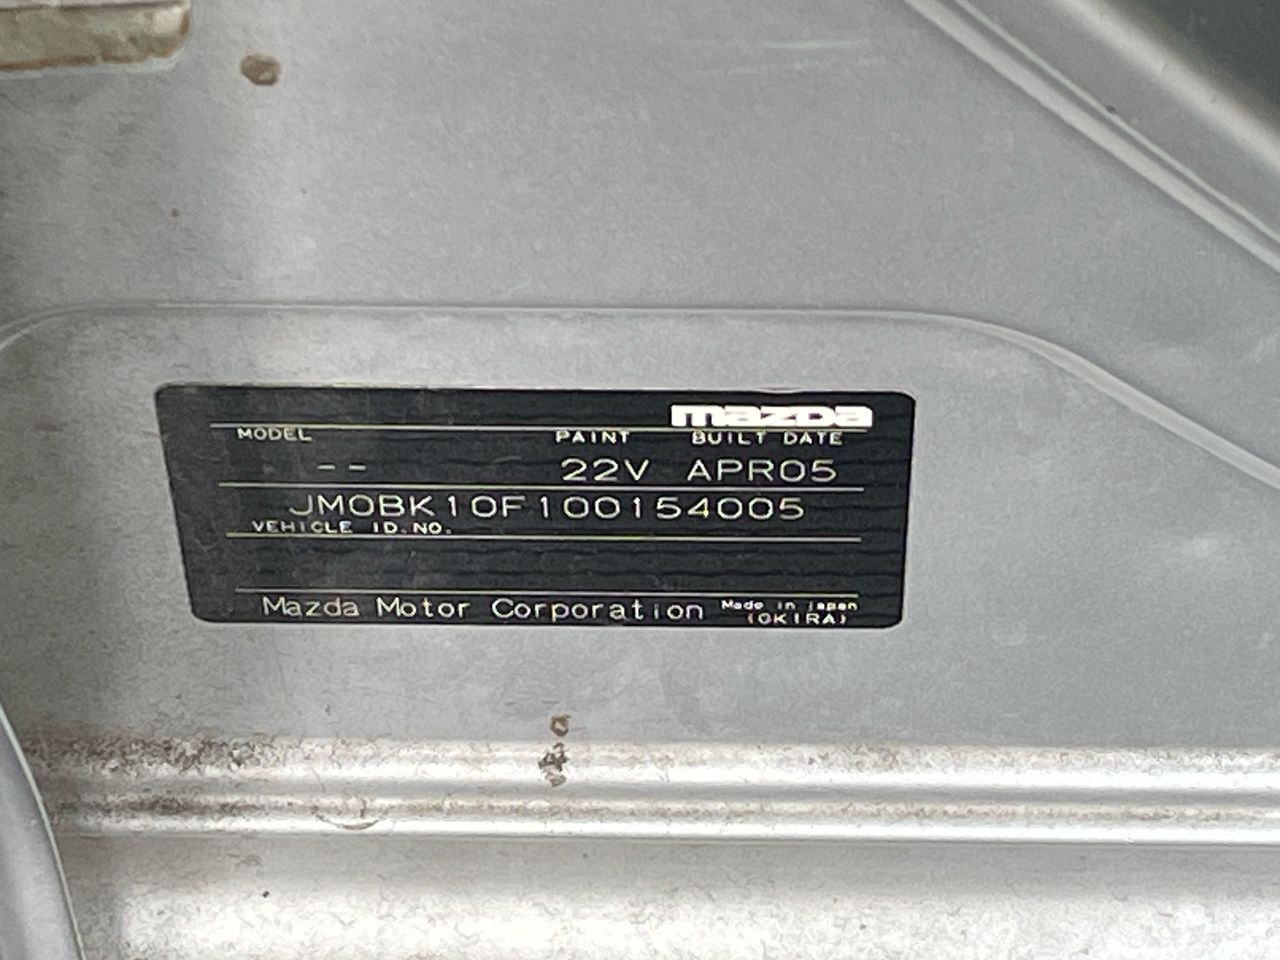 mazda
MODEL PAINT BUILT DATE
-- 22V APR05
JM0BK10F100154005
VEHICLE ID.NO.
Mazda Motor Corporation Made in Japan
(OKIRA)